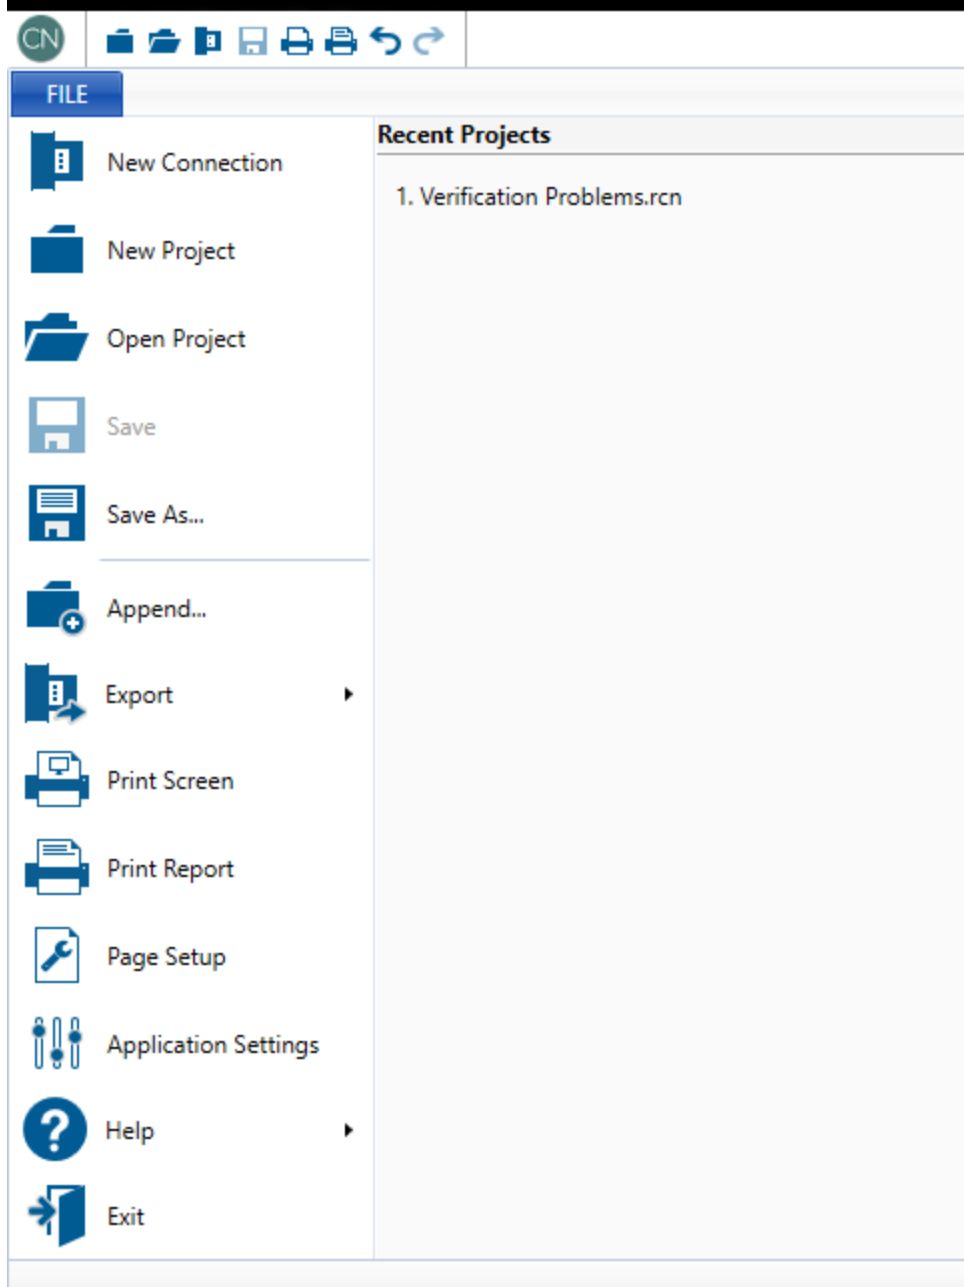 CN
FILE
New Connection
New Project
Open Project
Save
Save As...
Append...
Export
Print Screen
Print Report
Page Setup
Application Settings
Help
Exit
Recent Projects
1. Verification Problems.rcn